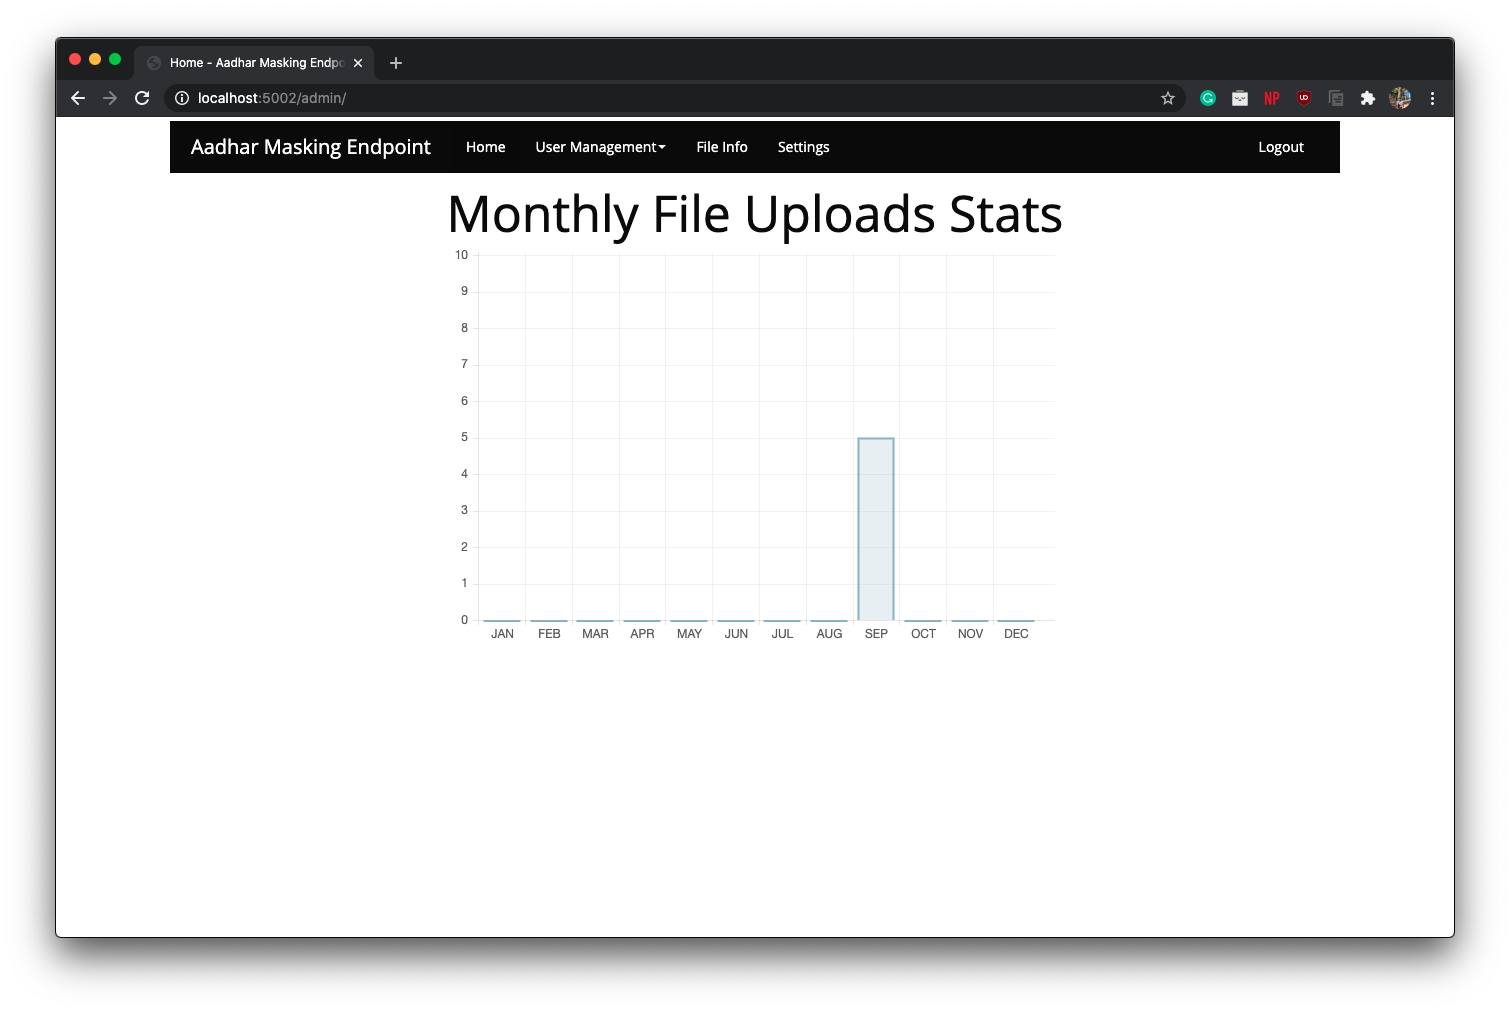 Home - Aadhar Masking Endpo
localhost:5002/admin/
NP
UD
Aadhar Masking Endpoint Home User Management File Info Settings Logout
Monthly File Uploads Stats
10
9
8
7
6
5
4
3
2
1
0
JAN FEB MAR APR MAY JUN JUL AUG SEP OCT NOV DEC